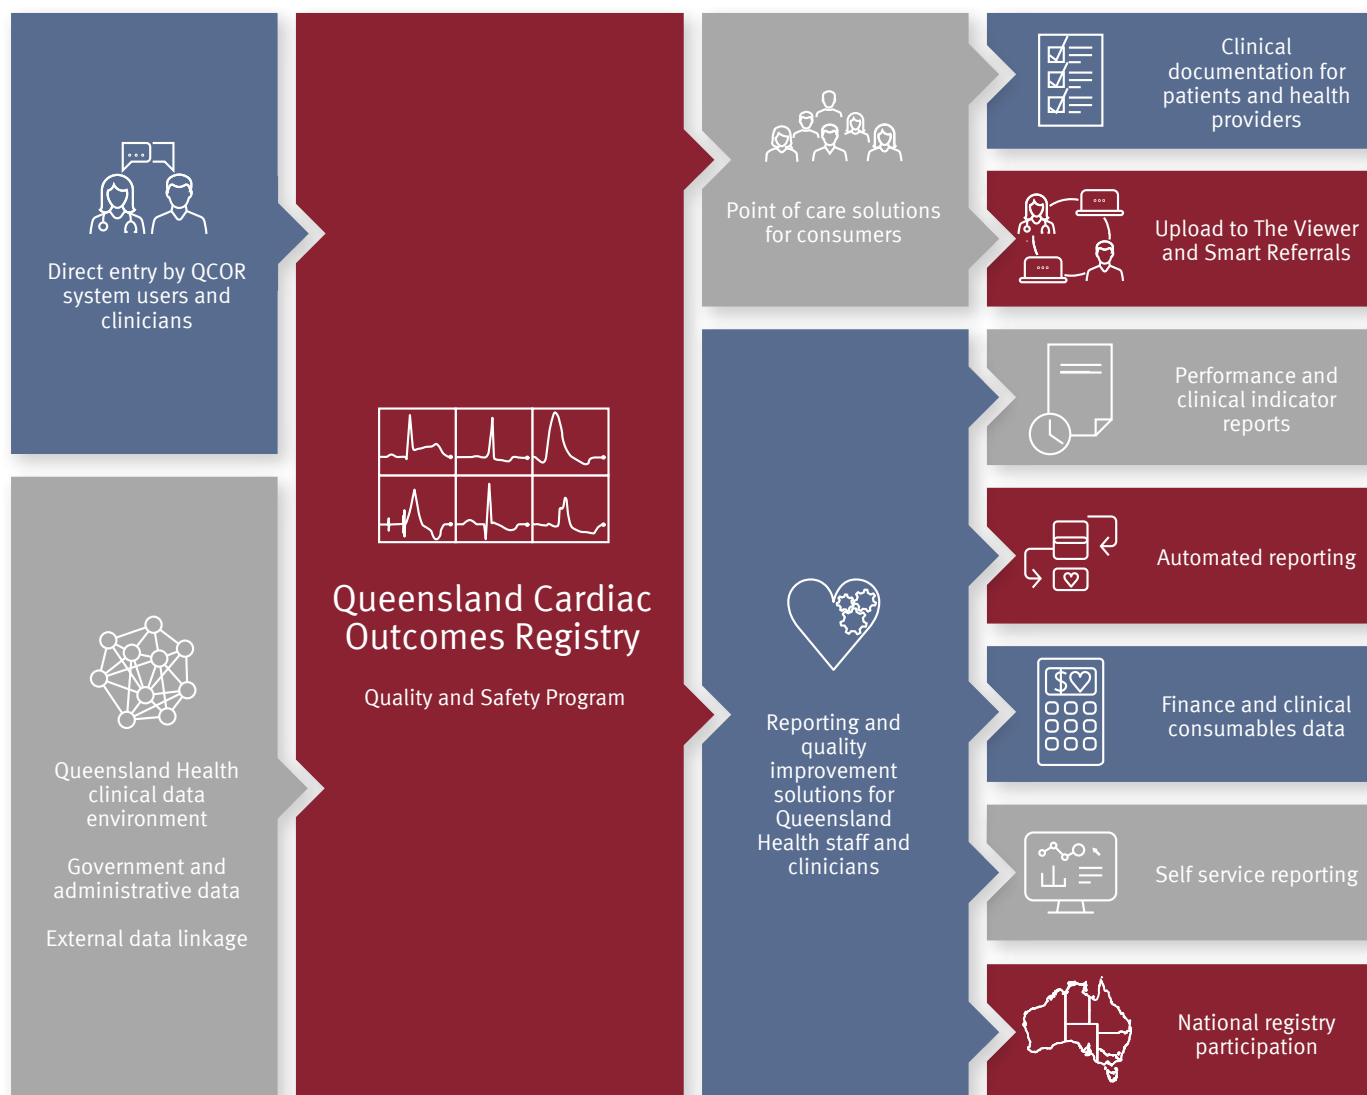 Direct entry by QCOR
system users and
clinicians
Queensland Health
clinical data
environment
Government and
administrative data
External data linkage
Queensland Cardiac
Outcomes Registry
Quality and Safety Program
Point of care solutions
for consumers
Reporting and
quality
improvement
solutions for
Queensland
Health staff and
clinicians
Clinical
documentation for
patients and health
providers
Upload to The Viewer
and Smart Referrals
Performance and
clinical indicator
reports
Automated reporting
$
Finance and clinical
consumables data
Self service reporting
National registry
participation